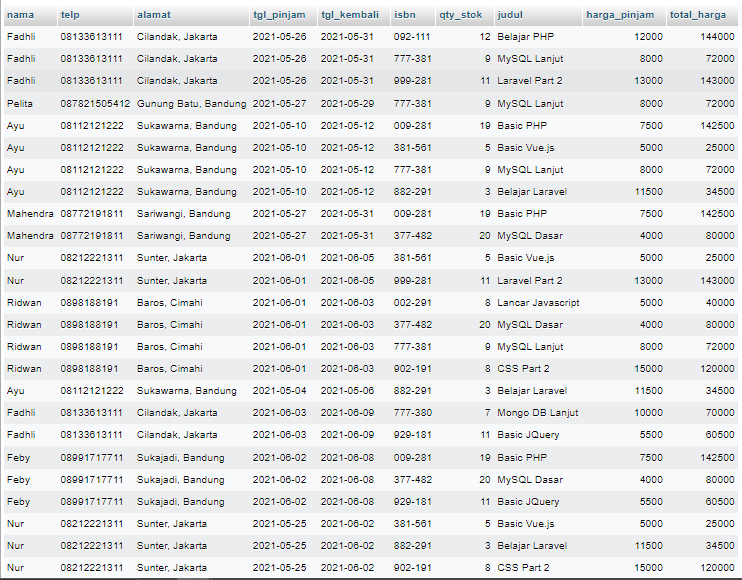 nama telp alamat tgl_pinjam tgl_kembali isbn qty_stok judul harga_pinjam total_harga
Fadhli 08133613111 Cilandak, Jakarta 2021-05-26 2021-05-31 092-111 12 Belajar PHP 12000 144000
Fadhli 08133613111 Cilandak, Jakarta 2021-05-26 2021-05-31 777-381 9 MySQL Lanjut 8000 72000
Fadhli 08133613111 Cilandak, Jakarta 2021-05-26 2021-05-31 999-281 11 Laravel Part 2 13000 143000
Pelita 087821505412 Gunung Batu, Bandung 2021-05-27 2021-05-29 777-381 9 MySQL Lanjut 8000 72000
Ayu 08112121222 Sukawarna, Bandung 2021-05-10 2021-05-12 009-281 19 Basic PHP 7500 142500
Ayu 08112121222 Sukawarna, Bandung 2021-05-10 2021-05-12 381-561 5 Basic Vue.js 5000 25000
Ayu 08112121222 Sukawarna, Bandung 2021-05-10 2021-05-12 777-381 9 MySQL Lanjut 8000 72000
Ayu 08112121222 Sukawarna, Bandung 2021-05-10 2021-05-12 882-291 3 Belajar Laravel 11500 34500
Mahendra 08772191811 Sariwangi, Bandung 2021-05-27 2021-05-31 009-281 19 Basic PHP 7500 142500
Mahendra 08772191811 Sariwangi, Bandung 2021-05-27 2021-05-31 377-482 20 MySQL Dasar 4000 80000
Nur 08212221311 Sunter, Jakarta 2021-06-01 2021-06-05 381-561 5 Basic Vue.js 5000 25000
Nur 08212221311 Sunter, Jakarta 2021-06-01 2021-06-05 999-281 11 Laravel Part 2 13000 143000
Ridwan 0898188191 Baros, Cimahi 2021-06-01 2021-06-03 002-291 8 Lancar Javascript 5000 40000
Ridwan 0898188191 Baros, Cimahi 2021-06-01 2021-06-03 377-482 20 MySQL Dasar 4000 80000
Ridwan 0898188191 Baros, Cimahi 2021-06-01 2021-06-03 777-381 9 MySQL Lanjut 8000 72000
Ridwan 0898188191 Baros, Cimahi 2021-06-01 2021-06-03 902-191 8 CSS Part 2 15000 120000
Ayu 08112121222 Sukawarna, Bandung 2021-05-04 2021-05-06 882-291 3 Belajar Laravel 11500 34500
Fadhli 08133613111 Cilandak, Jakarta 2021-06-03 2021-06-09 777-380 7 Mongo DB Lanjut 10000 70000
Fadhli 08133613111 Cilandak, Jakarta 2021-06-03 2021-06-09 929-181 11 Basic JQuery 5500 60500
Feby 08991717711 Sukajadi, Bandung 2021-06-02 2021-06-08 009-281 19 Basic PHP 7500 142500
Feby 08991717711 Sukajadi, Bandung 2021-06-02 2021-06-08 377-482 20 MySQL Dasar 4000 80000
Feby 08991717711 Sukajadi, Bandung 2021-06-02 2021-06-08 929-181 11 Basic JQuery 5500 60500
Nur 08212221311 Sunter, Jakarta 2021-05-25 2021-06-02 381-561 5 Basic Vue.js 5000 25000
Nur 08212221311 Sunter, Jakarta 2021-05-25 2021-06-02 882-291 3 Belajar Laravel 11500 34500
Nur 08212221311 Sunter, Jakarta 2021-05-25 2021-06-02 902-191 8 CSS Part 2 15000 120000